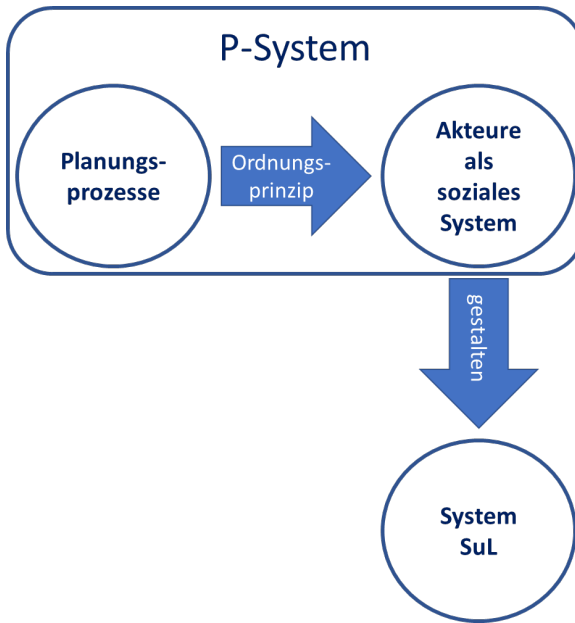 P-System
Planungs-
prozesse
Ordnungs-
prinzip
Akteure
als
soziales
System
gestalten
System
SuL